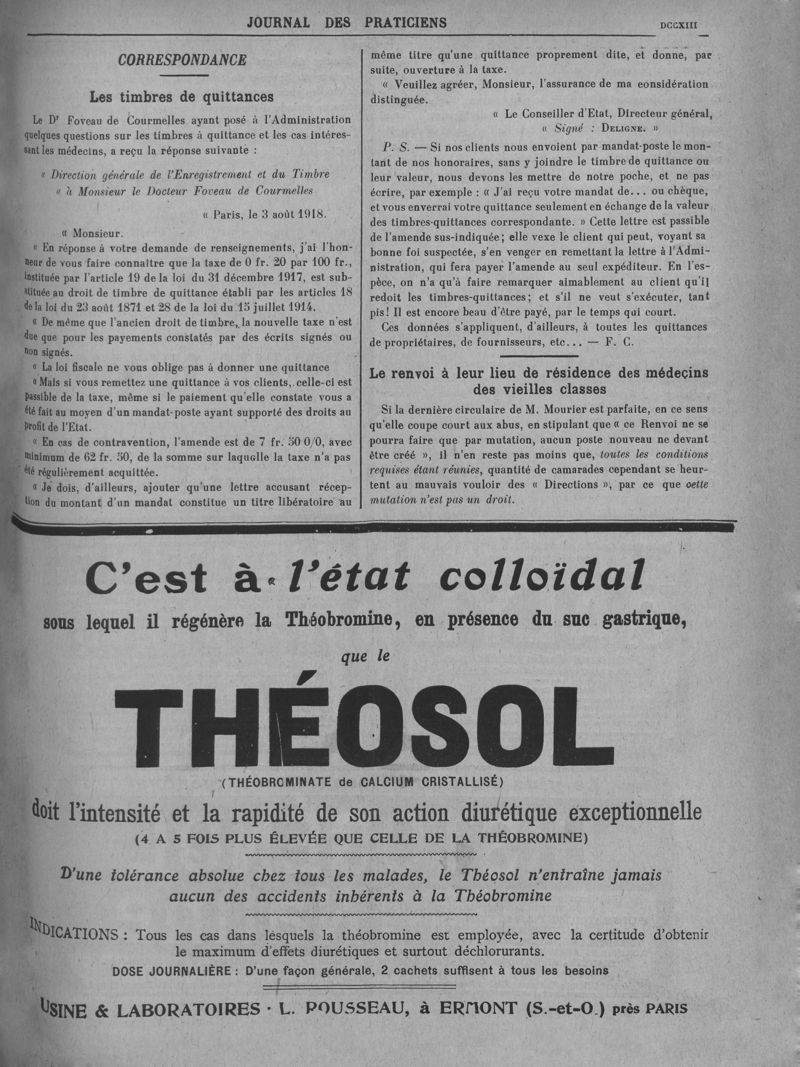 JOURNAL DES PRATICIENS
DCCXIII
CORRESPONDANCE
Les timbres de quittances
Le Dr Foveau de Courmelles ayant posé à l'Administration
quelques questions sur les timbres à quittance et les cas intéres-
sant les médecins, a reçu la réponse suivante :
« Direction générale de l'Enregistrement et du Timbre
« à Monsieur le Docteur Foveau de Courmelles
« Paris, le 3 août 1918.
« Monsieur.
« En réponse à votre demande de renseignements, j'ai l'hon-
neur de vous faire connaître que la taxe de 0 fr. 20 par 100 fr.,
instituée par l'article 19 de la loi du 31 décembre 1917, est sub-
stituée au droit de timbre de quittance établi par les articles 18
de la loi du 23 août 1871 et 28 de la loi du 15 juillet 1914.
« De même que l'ancien droit de timbre, la nouvelle taxe n'est
due que pour les payements constatés par des écrits signés ou
non signés.
« La loi fiscale ne vous oblige pas à donner une quittance
« Mais si vous remettez une quittance à vos clients, celle-ci est
passible de la taxe, même si le paiement qu'elle constate vous a
été fait au moyen d'un mandat-poste ayant supporté des droits au
profit de l'Etat.
« En cas de contravention, l'amende est de 7 fr. 50 0/0, avec
minimum de 62 fr. 50, de la somme sur laquelle la taxe n'a pas
été régulièrement acquittée.
« Je dois, d'ailleurs, ajouter qu'une lettre accusant récep-
tion du montant d'un mandat constitue un titre libératoire au
même titre qu'une quittance proprement dite, et donne, par
suite, ouverture à la taxe.
« Veuillez agréer, Monsieur, l'assurance de ma eonsidération
distinguée.
« Le Conseiller d'Etat, Directeur général,
« Signé : DELIGNE. »
P. S. — Si nos clients nous envoient par mandat-poste le mon-
tant de nos honoraires, sans y joindre le timbre de quittance ou
leur valeur, nous devons les mettre de notre poche, et ne pas
écrire, par exemple : « J'ai reçu votre mandat de... ou chèque,
et vous enverrai votre quittance seulement en échange de la valeur
des timbres-quittances correspondante. » Cette lettre est passible
de l'amende sus-indiquée ; elle vexe le client qui peut, voyant sa
bonne foi suspectée, s'en venger en remettant la lettre à l'Admi-
nistration, qui fera payer l'amende au seul expéditeur. En l'es-
pèce, on n'a qu'à faire remarquer aimablement au client qu'il
redoit les timbres-quittances ; et s'il ne veut s'exécuter, tant
pis ! Il est encore beau d'être payé, par le temps qui court.
Ces données s'appliquent, d'ailleurs, à toutes les quittances
de propriétaires, de fournisseurs, etc... — F. C.
Le renvoi à leur lieu de résidence des médecins
des vieilles classes
Si la dernière circulaire de M. Mourier est parfaite, en ce sens
qu'elle coupe court aux abus, en stipulant que « ce Renvoi ne se
pourra faire que par mutation, aucun poste nouveau ne devant
être créé », il n'en reste pas moins que, toutes les conditions
requises étant réunies, quantité de camarades cependant se heur-
tent au mauvais vouloir des « Directions », par ce que cette
mutation n'est pas un droit.
C'est à l'état colloïdal
sous lequel il régénère la Théobromine, en présence du suc gastrique,
que le
THÉOSOL
(THÉOBROMINATE de CALCIUM CRISTALLISÉ)
doit l'intensité et la rapidité de son action diurétique exceptionnelle
(4 A 5 FOIS PLUS ÉLEVÉE QUE CELLE DE LA THÉOBROMINE)
D'une tolérance absolue chez tous les malades, le Théosol n'entraîne jamais
aucun des accidents inhérents à la Théobromine
INDICATIONS : Tous les cas dans lesquels la théobromine est employée, avec la certitude d'obtenir
le maximum d'effets diurétiques et surtout déchlorurants.
DOSE JOURNALIÈRE : D'une façon générale, 2 cachets suffisent à tous les besoins
USINE & LABORATOIRES · L. POUSSEAU, à ERMONT (S.-et-O.) près PARIS